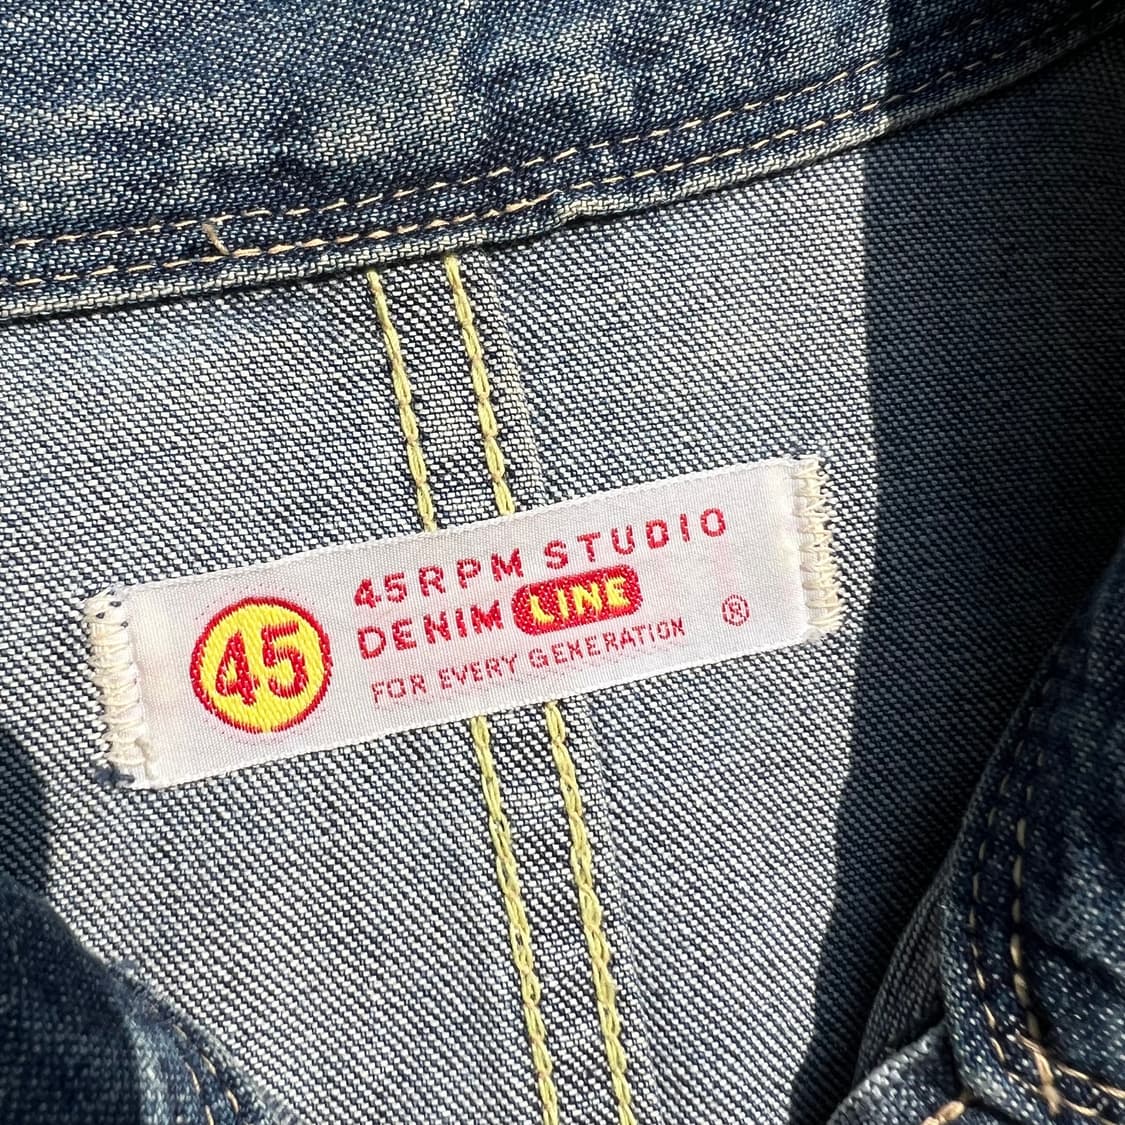 45
45RPM STUDIO
DENIM LINE
FOR EVERY GENERATION
®